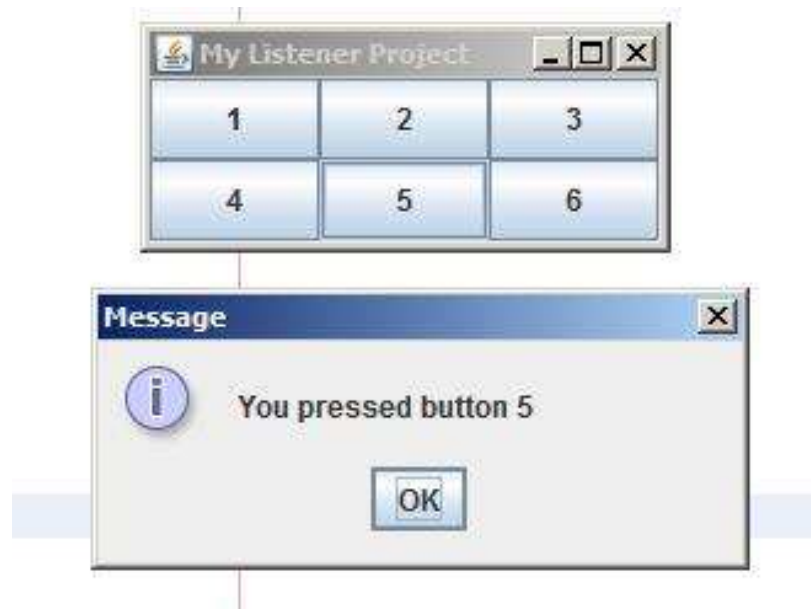 My Listener Project
1 2 3
4 5 6
Message
You pressed button 5
OK